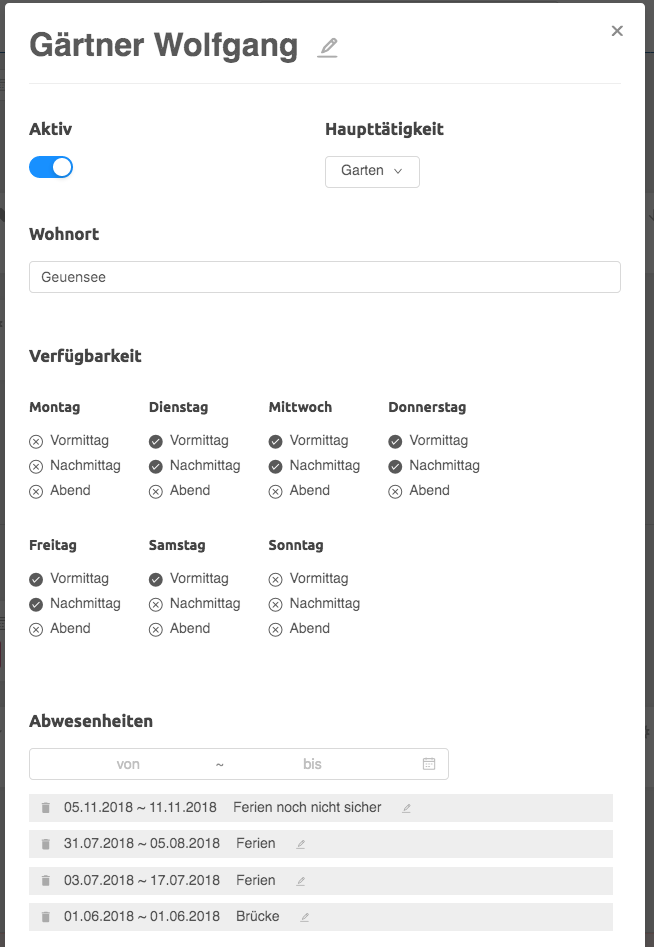 Gärtner Wolfgang
Aktiv Haupttätigkeit
Garten
Wohnort
Geuensee
Verfügbarkeit
Montag Dienstag Mittwoch Donnerstag
Vormittag Vormittag Vormittag Vormittag
Nachmittag Nachmittag Nachmittag Nachmittag
Abend Abend Abend Abend
Freitag Samstag Sonntag
Vormittag Vormittag Vormittag
Nachmittag Nachmittag Nachmittag
Abend Abend Abend
Abwesenheiten
von ~ bis
05.11.2018 ~ 11.11.2018 Ferien noch nicht sicher
31.07.2018 ~ 05.08.2018 Ferien
03.07.2018 ~ 17.07.2018 Ferien
01.06.2018 ~ 01.06.2018 Brücke